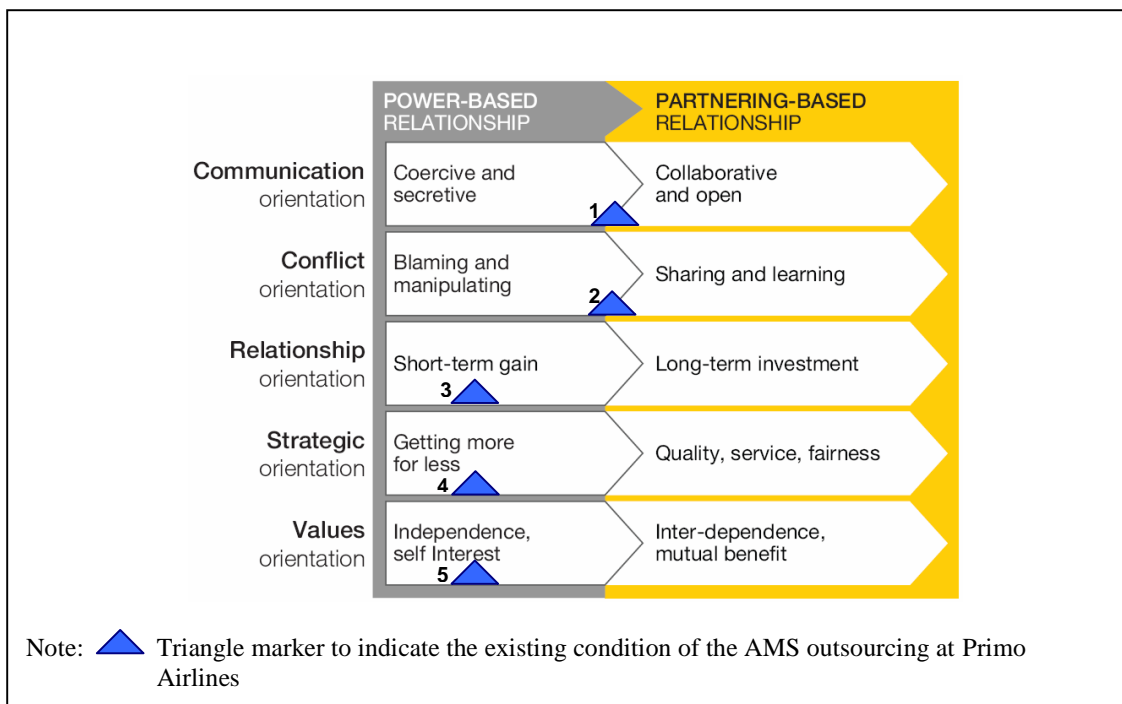 POWER-BASED
RELATIONSHIP
PARTNERING-BASED
RELATIONSHIP
Communication
orientation
Coercive and
secretive
1
Collaborative
and open
Conflict
orientation
Blaming and
manipulating
2
Sharing and learning
Relationship
orientation
Short-term gain
3
Long-term investment
Strategic
orientation
Getting more
for less
4
Quality, service, fairness
Values
orientation
Independence,
self Interest
5
Inter-dependence,
mutual benefit
Note: Triangle marker to indicate the existing condition of the AMS outsourcing at Primo
Airlines